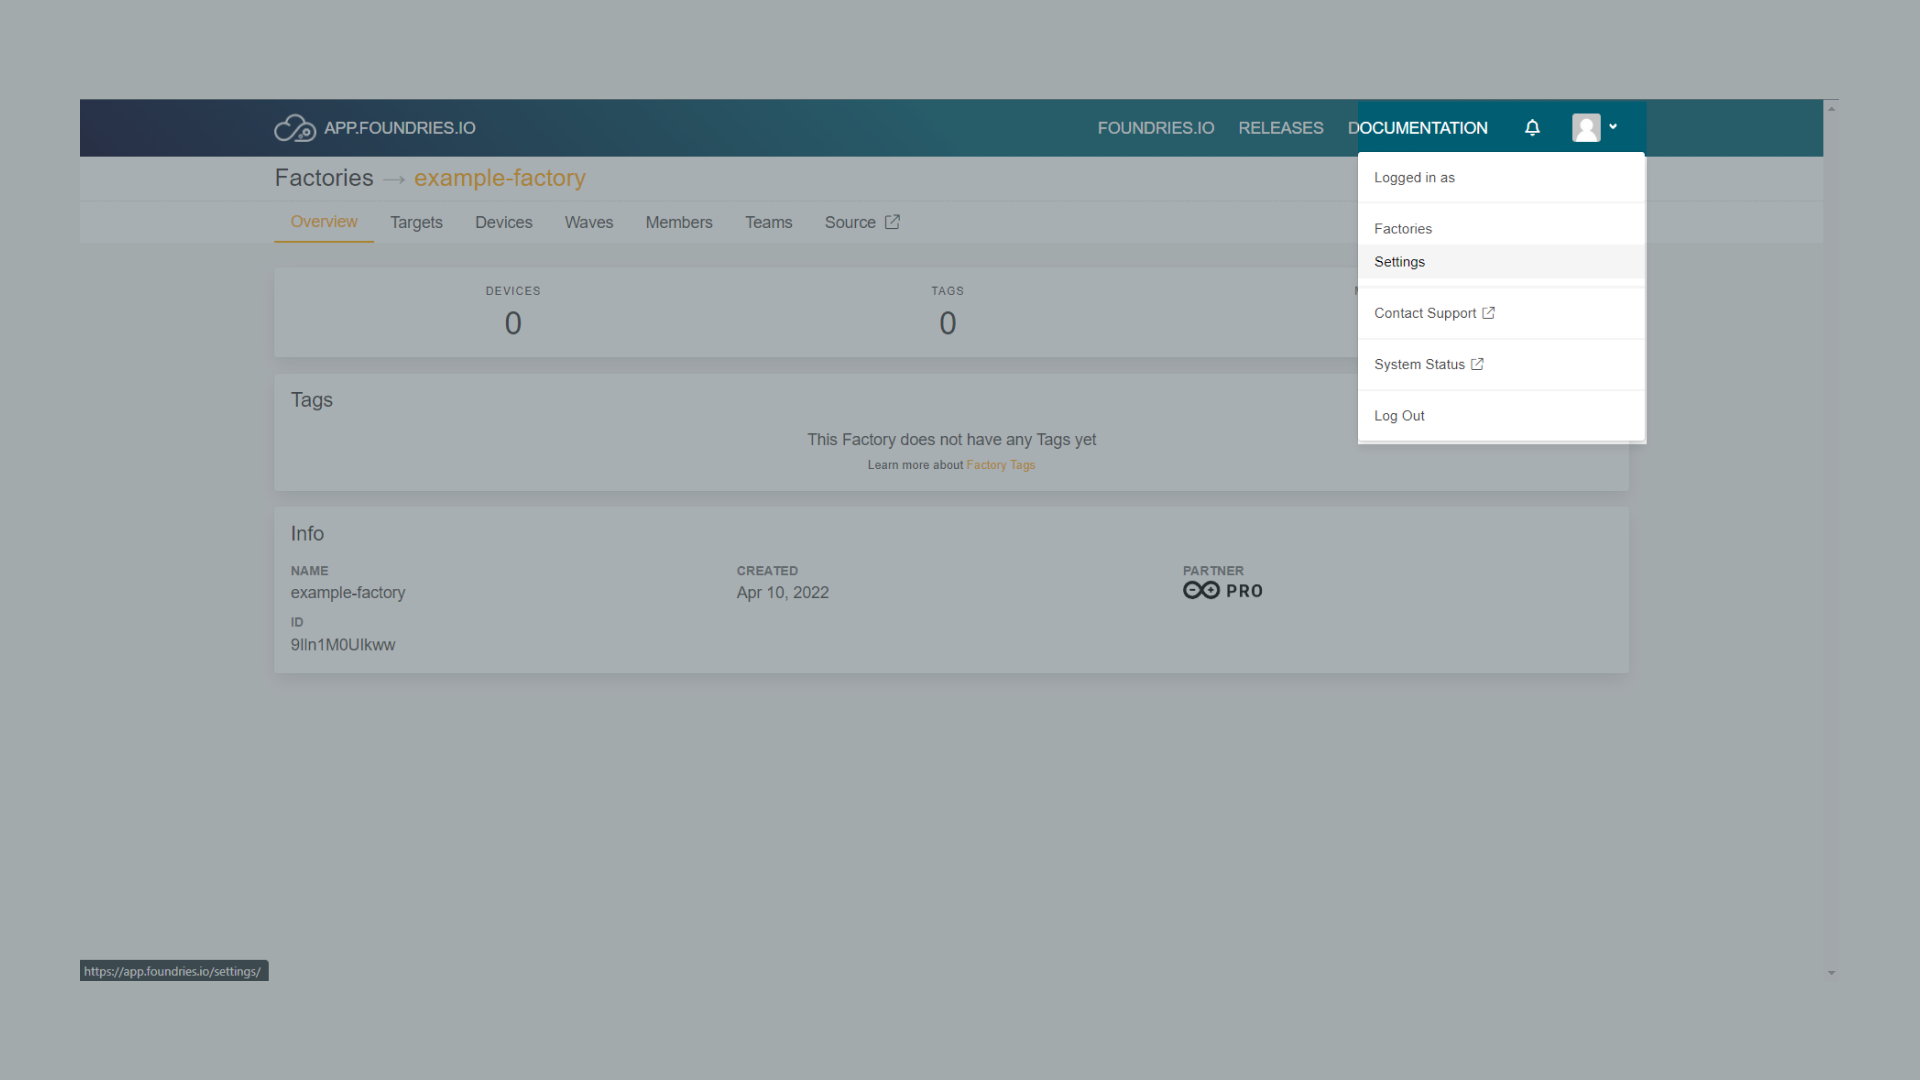 APP.FOUNDRIES.IO
FOUNDRIES.IO RELEASES DOCUMENTATION
Factories → example-factory
Overview Targets Devices Waves Members Teams Source
Logged in as
Factories
Settings
Contact Support
System Status
Log Out
DEVICES TAGS
0 0
Tags
This Factory does not have any Tags yet
Learn more about Factory Tags
Info
NAME CREATED PARTNER
example-factory Apr 10, 2022 PRO
ID
https://app.foundries.io/settings/